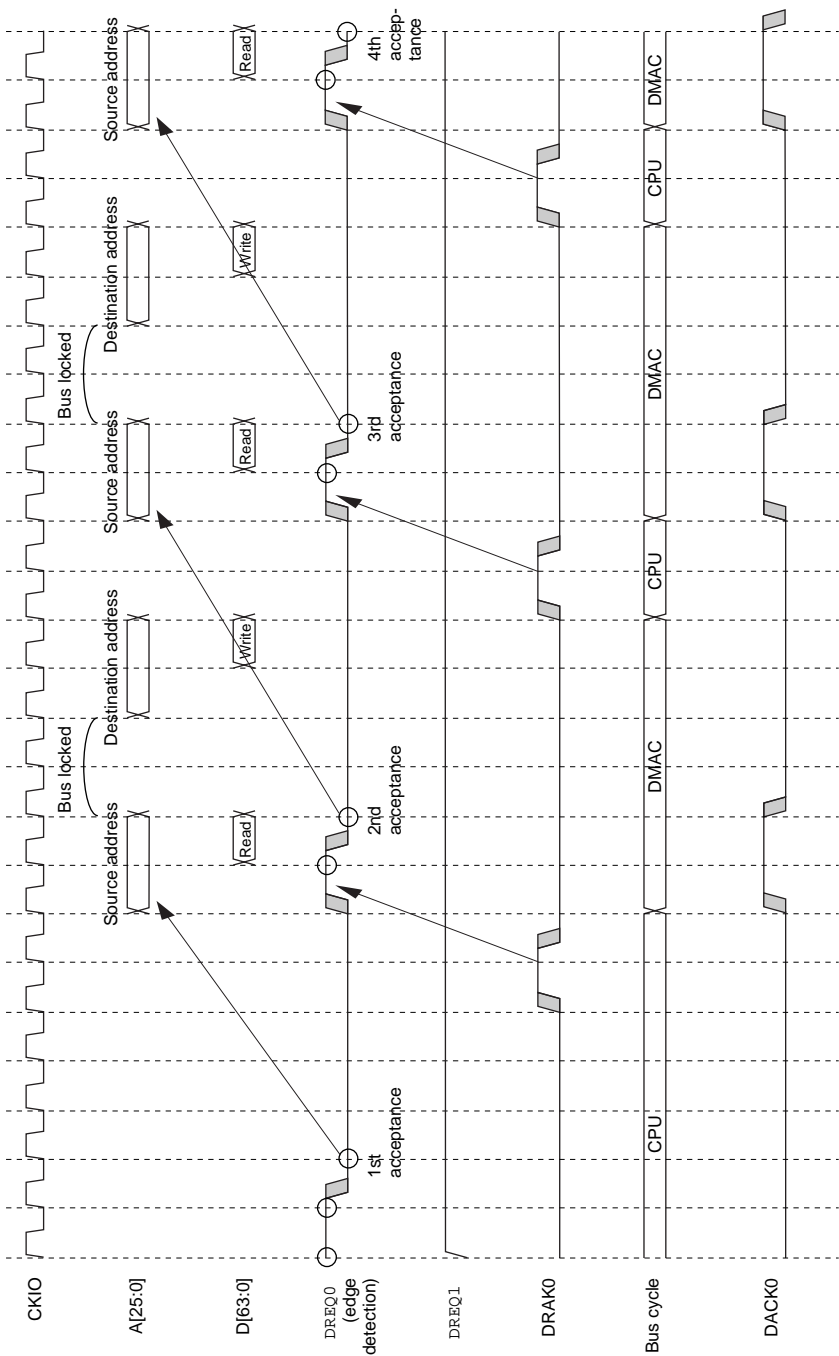 CKIO
A[25:0]
Source address
Bus locked
Destination address
Source address
Bus locked
Destination address
Source address
D[63:0]
Read
Write
Read
Write
Read
DREQ0
(edge
detection)
1st
acceptance
2nd
acceptance
3rd
acceptance
4th
accep-
tance
DREQ1
DRAK0
Bus cycle
CPU
DMAC
CPU
DMAC
CPU
DMAC
DACK0